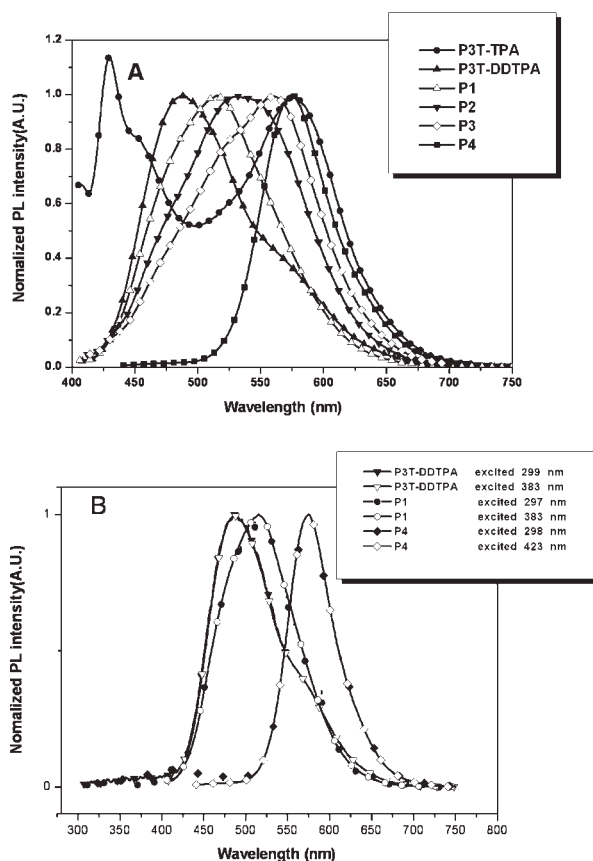 A
P3T-TPA
P3T-DDTPA
P1
P2
P3
P4
Nomalized PL intensity(A.U.)
1.2
1.0
0.8
0.6
0.4
0.2
0.0
400 450 500 550 600 650 700 750
Wavelength (nm)
B
P3T-DDTPA excited 299 nm
P3T-DDTPA excited 383 nm
P1 excited 297 nm
P1 excited 383 nm
P4 excited 298 nm
P4 excited 423 nm
Nomalized PL intensity(A.U.)
1
0
300 350 400 450 500 550 600 650 700 750 800
Wavelength (nm)